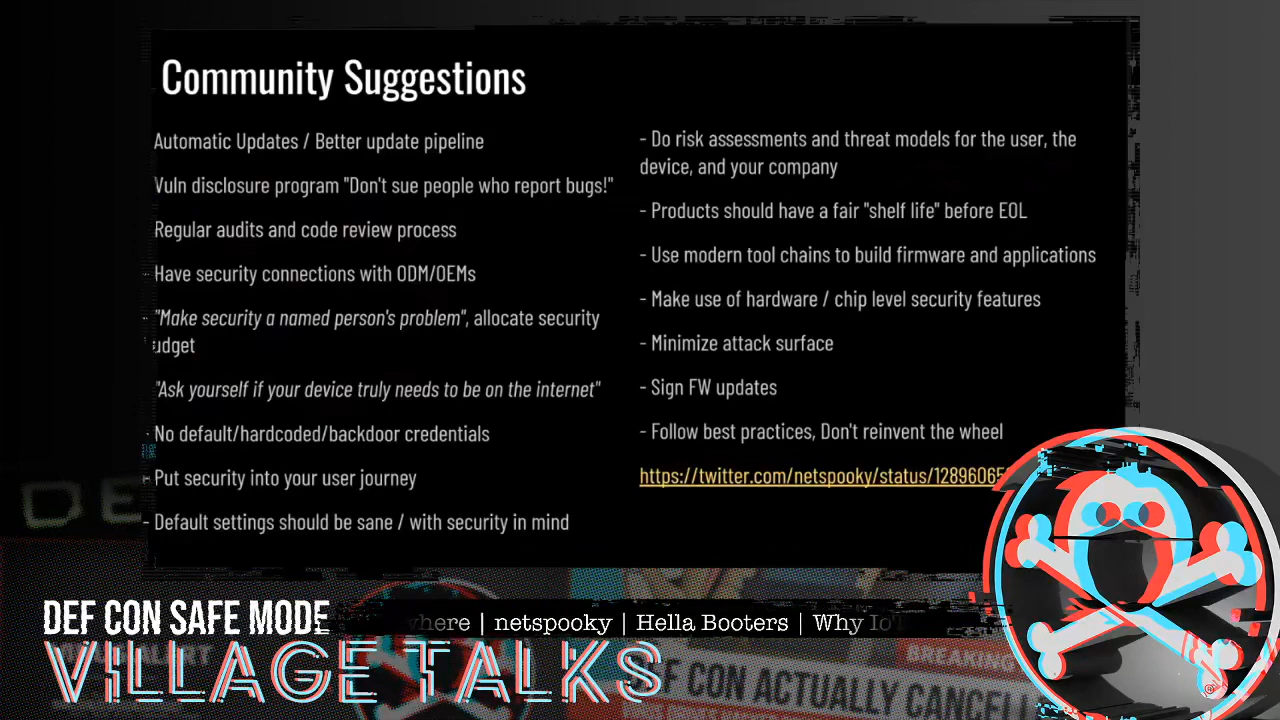 Community Suggestions
Automatic Updates / Better update pipeline
Vuln disclosure program "Don't sue people who report bugs!"
Regular audits and code review process
- Have security connections with ODM/OEMs
- "Make security a named person's problem", allocate security
udget
"Ask yourself if your device truly needs to be on the internet"
- No default/hardcoded/backdoor credentials
- Put security into your user journey
- Default settings should be sane / with security in mind
- Do risk assessments and threat models for the user, the
device, and your company
- Products should have a fair "shelf life" before EOL
- Use modern tool chains to build firmware and applications
- Make use of hardware / chip level security features
- Minimize attack surface
- Sign FW updates
- Follow best practices, Don't reinvent the wheel
https://twitter.com/netspooky/status/1289606
DEF CON SAFE MODE
VILLAGE TALKS
where | netspooky | Hella Booters | Why IoT
BREAKING
DEF CON ACTUALLY CANCELL